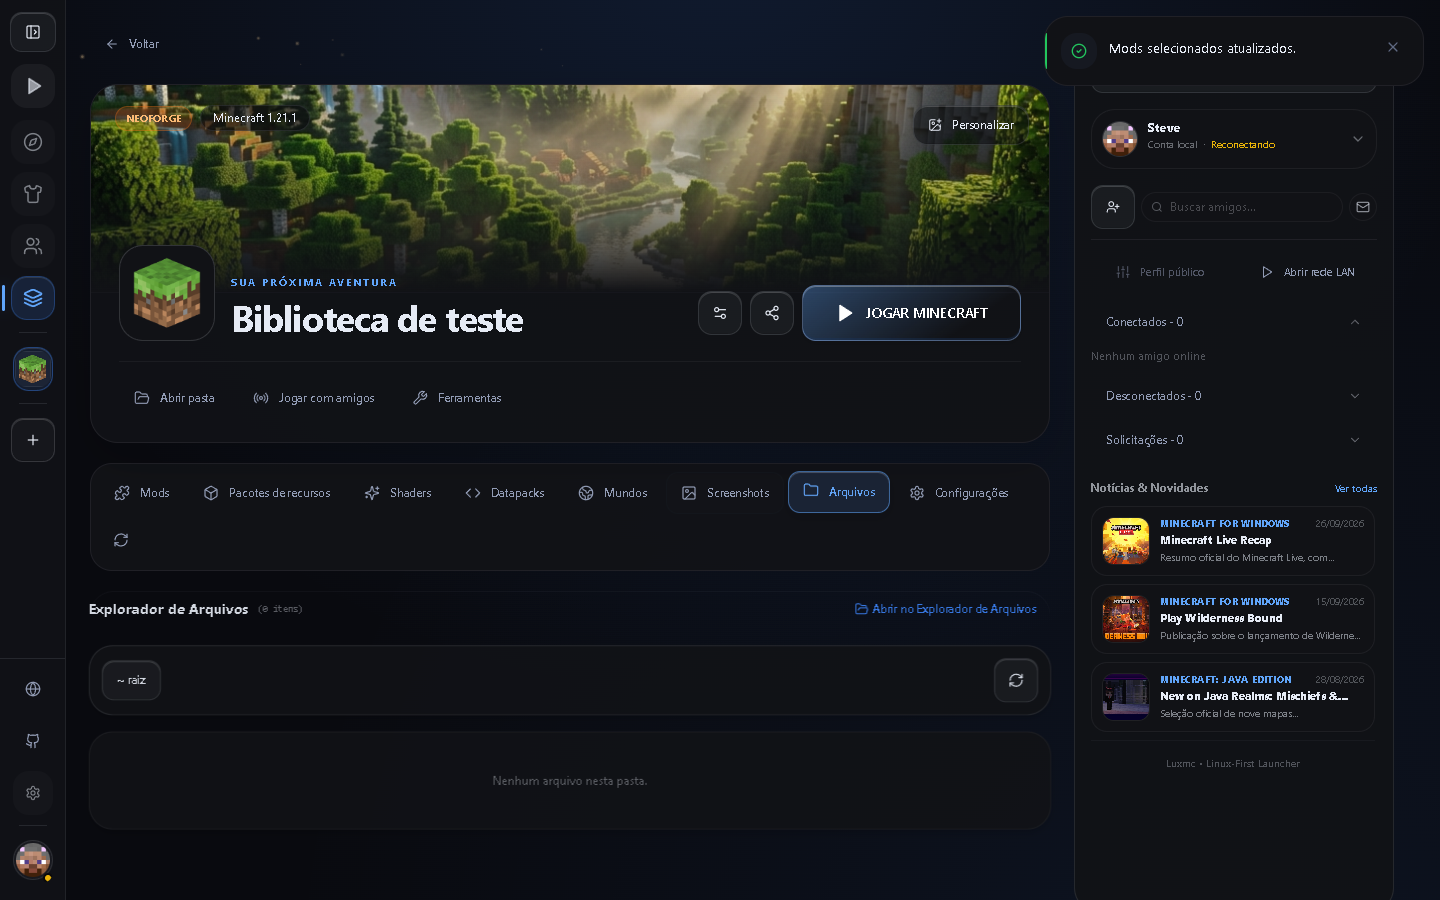 Voltar
Mods selecionados atualizados.
NEOFORGE
Minecraft 1.21.1
Personalizar
SUA PRÓXIMA AVENTURA
Biblioteca de teste
JOGAR MINECRAFT
Abrir pasta
Jogar com amigos
Ferramentas
Mods
Pacotes de recursos
Shaders
Datapacks
Mundos
Screenshots
Arquivos
Configurações
Explorador de Arquivos
(0 itens)
Abrir no Explorador de Arquivos
~ raiz
Nenhum arquivo nesta pasta.
Steve
Conta local · Reconectando
Buscar amigos...
Perfil público
Abrir rede LAN
Conectados - 0
Nenhum amigo online
Desconectados - 0
Solicitações - 0
Notícias & Novidades
Ver todas
MINECRAFT FOR WINDOWS
26/09/2026
Minecraft Live Recap
Resumo oficial do Minecraft Live, com...
MINECRAFT FOR WINDOWS
15/09/2026
Play Wilderness Bound
Publicação sobre o lançamento de Wilderne...
MINECRAFT: JAVA EDITION
28/08/2026
New on Java Realms: Mischiefs &...
Seleção oficial de nove mapas...
Luxmc • Linux-First Launcher